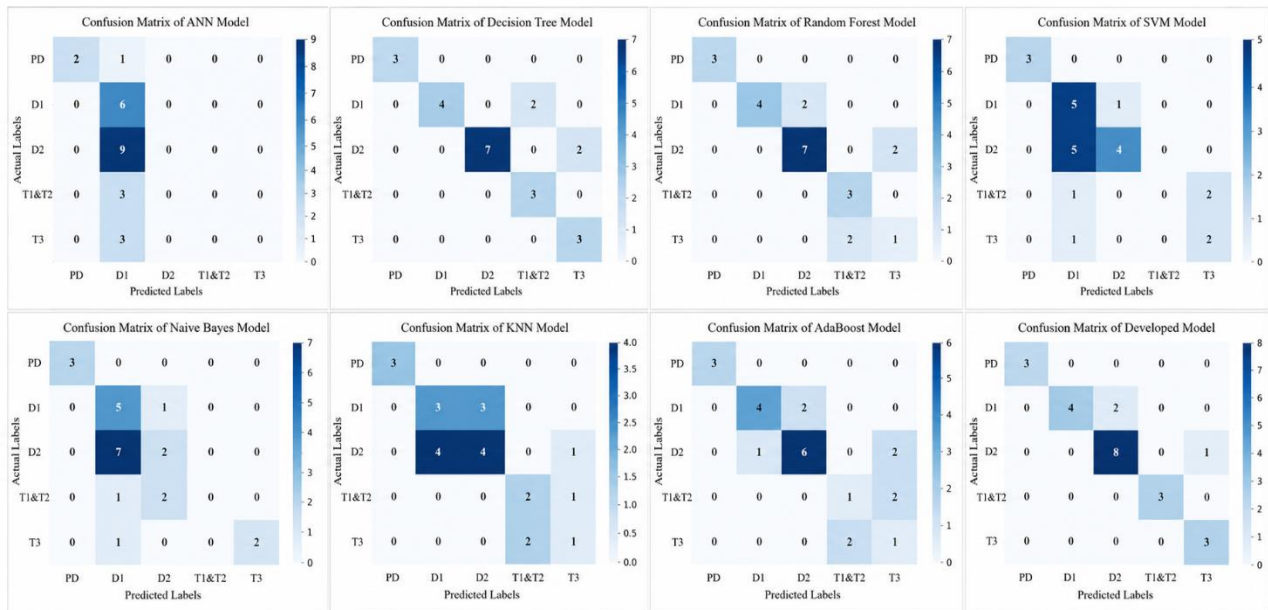 Confusion Matrix of ANN Model
Actual Labels
PD 2 1 0 0 0
D1 0 6 0 0 0
D2 0 9 0 0 0
T1&T2 0 3 0 0 0
T3 0 3 0 0 0
PD D1 D2 T1&T2 T3
Predicted Labels
9
8
7
6
5
4
3
2
1
0
Confusion Matrix of Decision Tree Model
Actual Labels
PD 3 0 0 0 0
D1 0 4 0 2 0
D2 0 0 7 0 2
T1&T2 0 0 0 3 0
T3 0 0 0 0 3
PD D1 D2 T1&T2 T3
Predicted Labels
7
6
5
4
3
2
1
0
Confusion Matrix of Random Forest Model
Actual Labels
PD 3 0 0 0 0
D1 0 4 2 0 0
D2 0 0 7 0 2
T1&T2 0 0 0 3 0
T3 0 0 0 2 1
PD D1 D2 T1&T2 T3
Predicted Labels
7
6
5
4
3
2
1
0
Confusion Matrix of SVM Model
Actual Labels
PD 3 0 0 0 0
D1 0 5 1 0 0
D2 0 5 4 0 0
T1&T2 0 1 0 0 2
T3 0 1 0 0 2
PD D1 D2 T1&T2 T3
Predicted Labels
5
4
3
2
1
0
Confusion Matrix of Naive Bayes Model
Actual Labels
PD 3 0 0 0 0
D1 0 5 1 0 0
D2 0 7 2 0 0
T1&T2 0 1 2 0 0
T3 0 1 0 0 2
PD D1 D2 T1&T2 T3
Predicted Labels
7
6
5
4
3
2
1
0
Confusion Matrix of KNN Model
Actual Labels
PD 3 0 0 0 0
D1 0 3 3 0 0
D2 0 4 4 0 1
T1&T2 0 0 0 2 1
T3 0 0 0 2 1
PD D1 D2 T1&T2 T3
Predicted Labels
4.0
3.5
3.0
2.5
2.0
1.5
1.0
0.5
0.0
Confusion Matrix of AdaBoost Model
Actual Labels
PD 3 0 0 0 0
D1 0 4 2 0 0
D2 0 1 6 0 2
T1&T2 0 0 0 1 2
T3 0 0 0 2 1
PD D1 D2 T1&T2 T3
Predicted Labels
6
5
4
3
2
1
0
Confusion Matrix of Developed Model
Actual Labels
PD 3 0 0 0 0
D1 0 4 2 0 0
D2 0 0 8 0 1
T1&T2 0 0 0 3 0
T3 0 0 0 0 3
PD D1 D2 T1&T2 T3
Predicted Labels
8
7
6
5
4
3
2
1
0